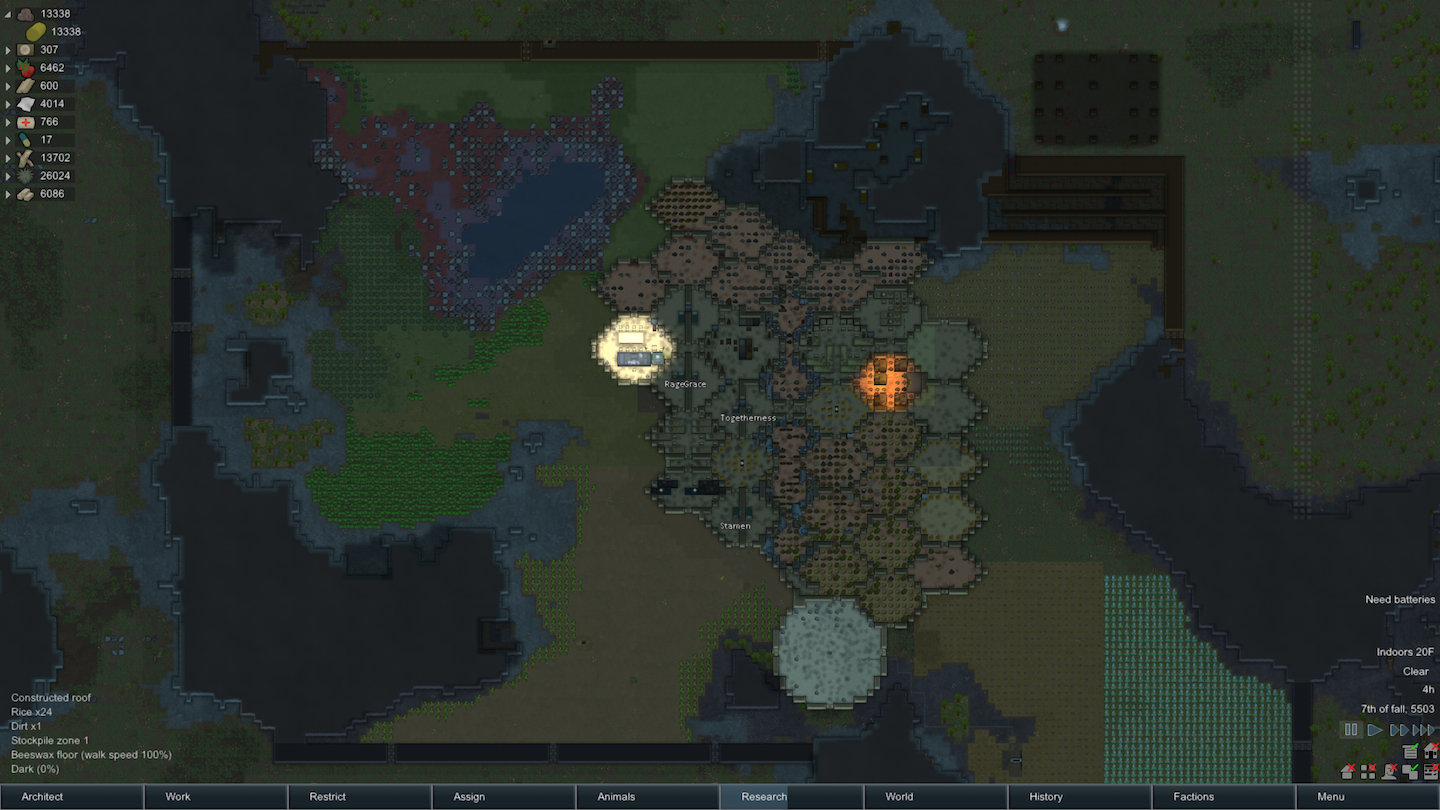 13338
13338
307
6462
600
4014
766
17
13702
26024
6086
RageGrace
Togetherness
Stamen
Need batteries
Indoors 20F
Clear
4h
7th of fall, 5503
Constructed roof
Rice x24
Dirt x1
Stockpile zone 1
Beeswax floor (walk speed 100%)
Dark (0%)
Architect
Work
Restrict
Assign
Animals
Research
World
History
Factions
Menu